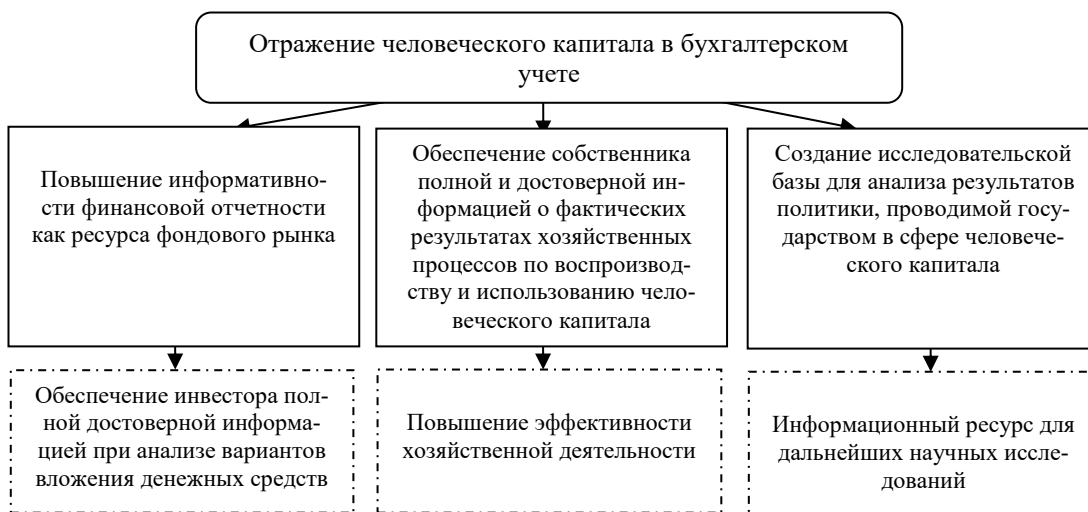 Отражение человеческого капитала в бухгалтерском
учете
Повышение информативно-
сти финансовой отчетности
как ресурса фондового рынка
Обеспечение собственника
полной и достоверной ин-
формацией о фактических
результатах хозяйственных
процессов по воспроизвод-
ству и использованию чело-
веческого капитала
Создание исследовательской
базы для анализа результатов
политики, проводимой госу-
дарством в сфере человече-
ского капитала
Обеспечение инвестора пол-
ной достоверной информа-
цией при анализе вариантов
вложения денежных средств
Повышение эффективности
хозяйственной деятельности
Информационный ресурс для
дальнейших научных иссле-
дований